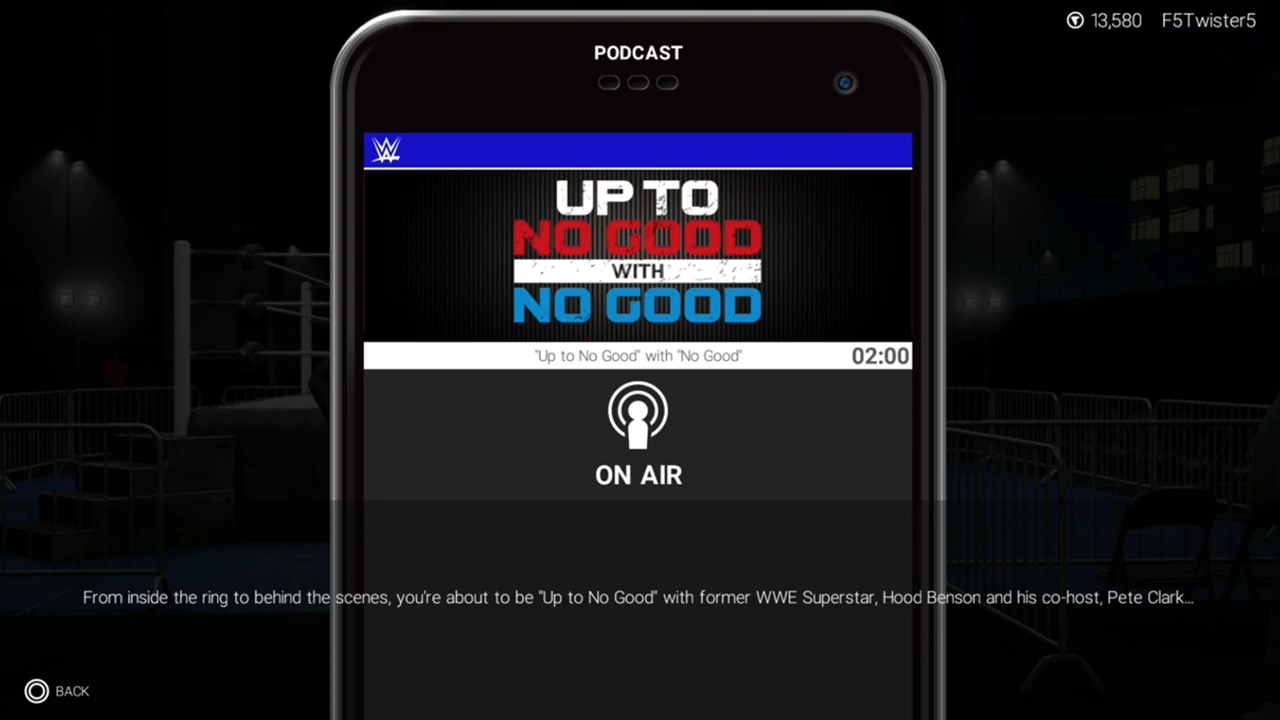 13,580 F5Twister5
PODCAST
W
UP TO
NO GOOD
WITH
NO GOOD
"Up to No Good" with "No Good" 02:00
ON AIR
From inside the ring to behind the scenes, you're about to be "Up to No Good" with former WWE Superstar, Hood Benson and his co-host, Pete Clark...
BACK